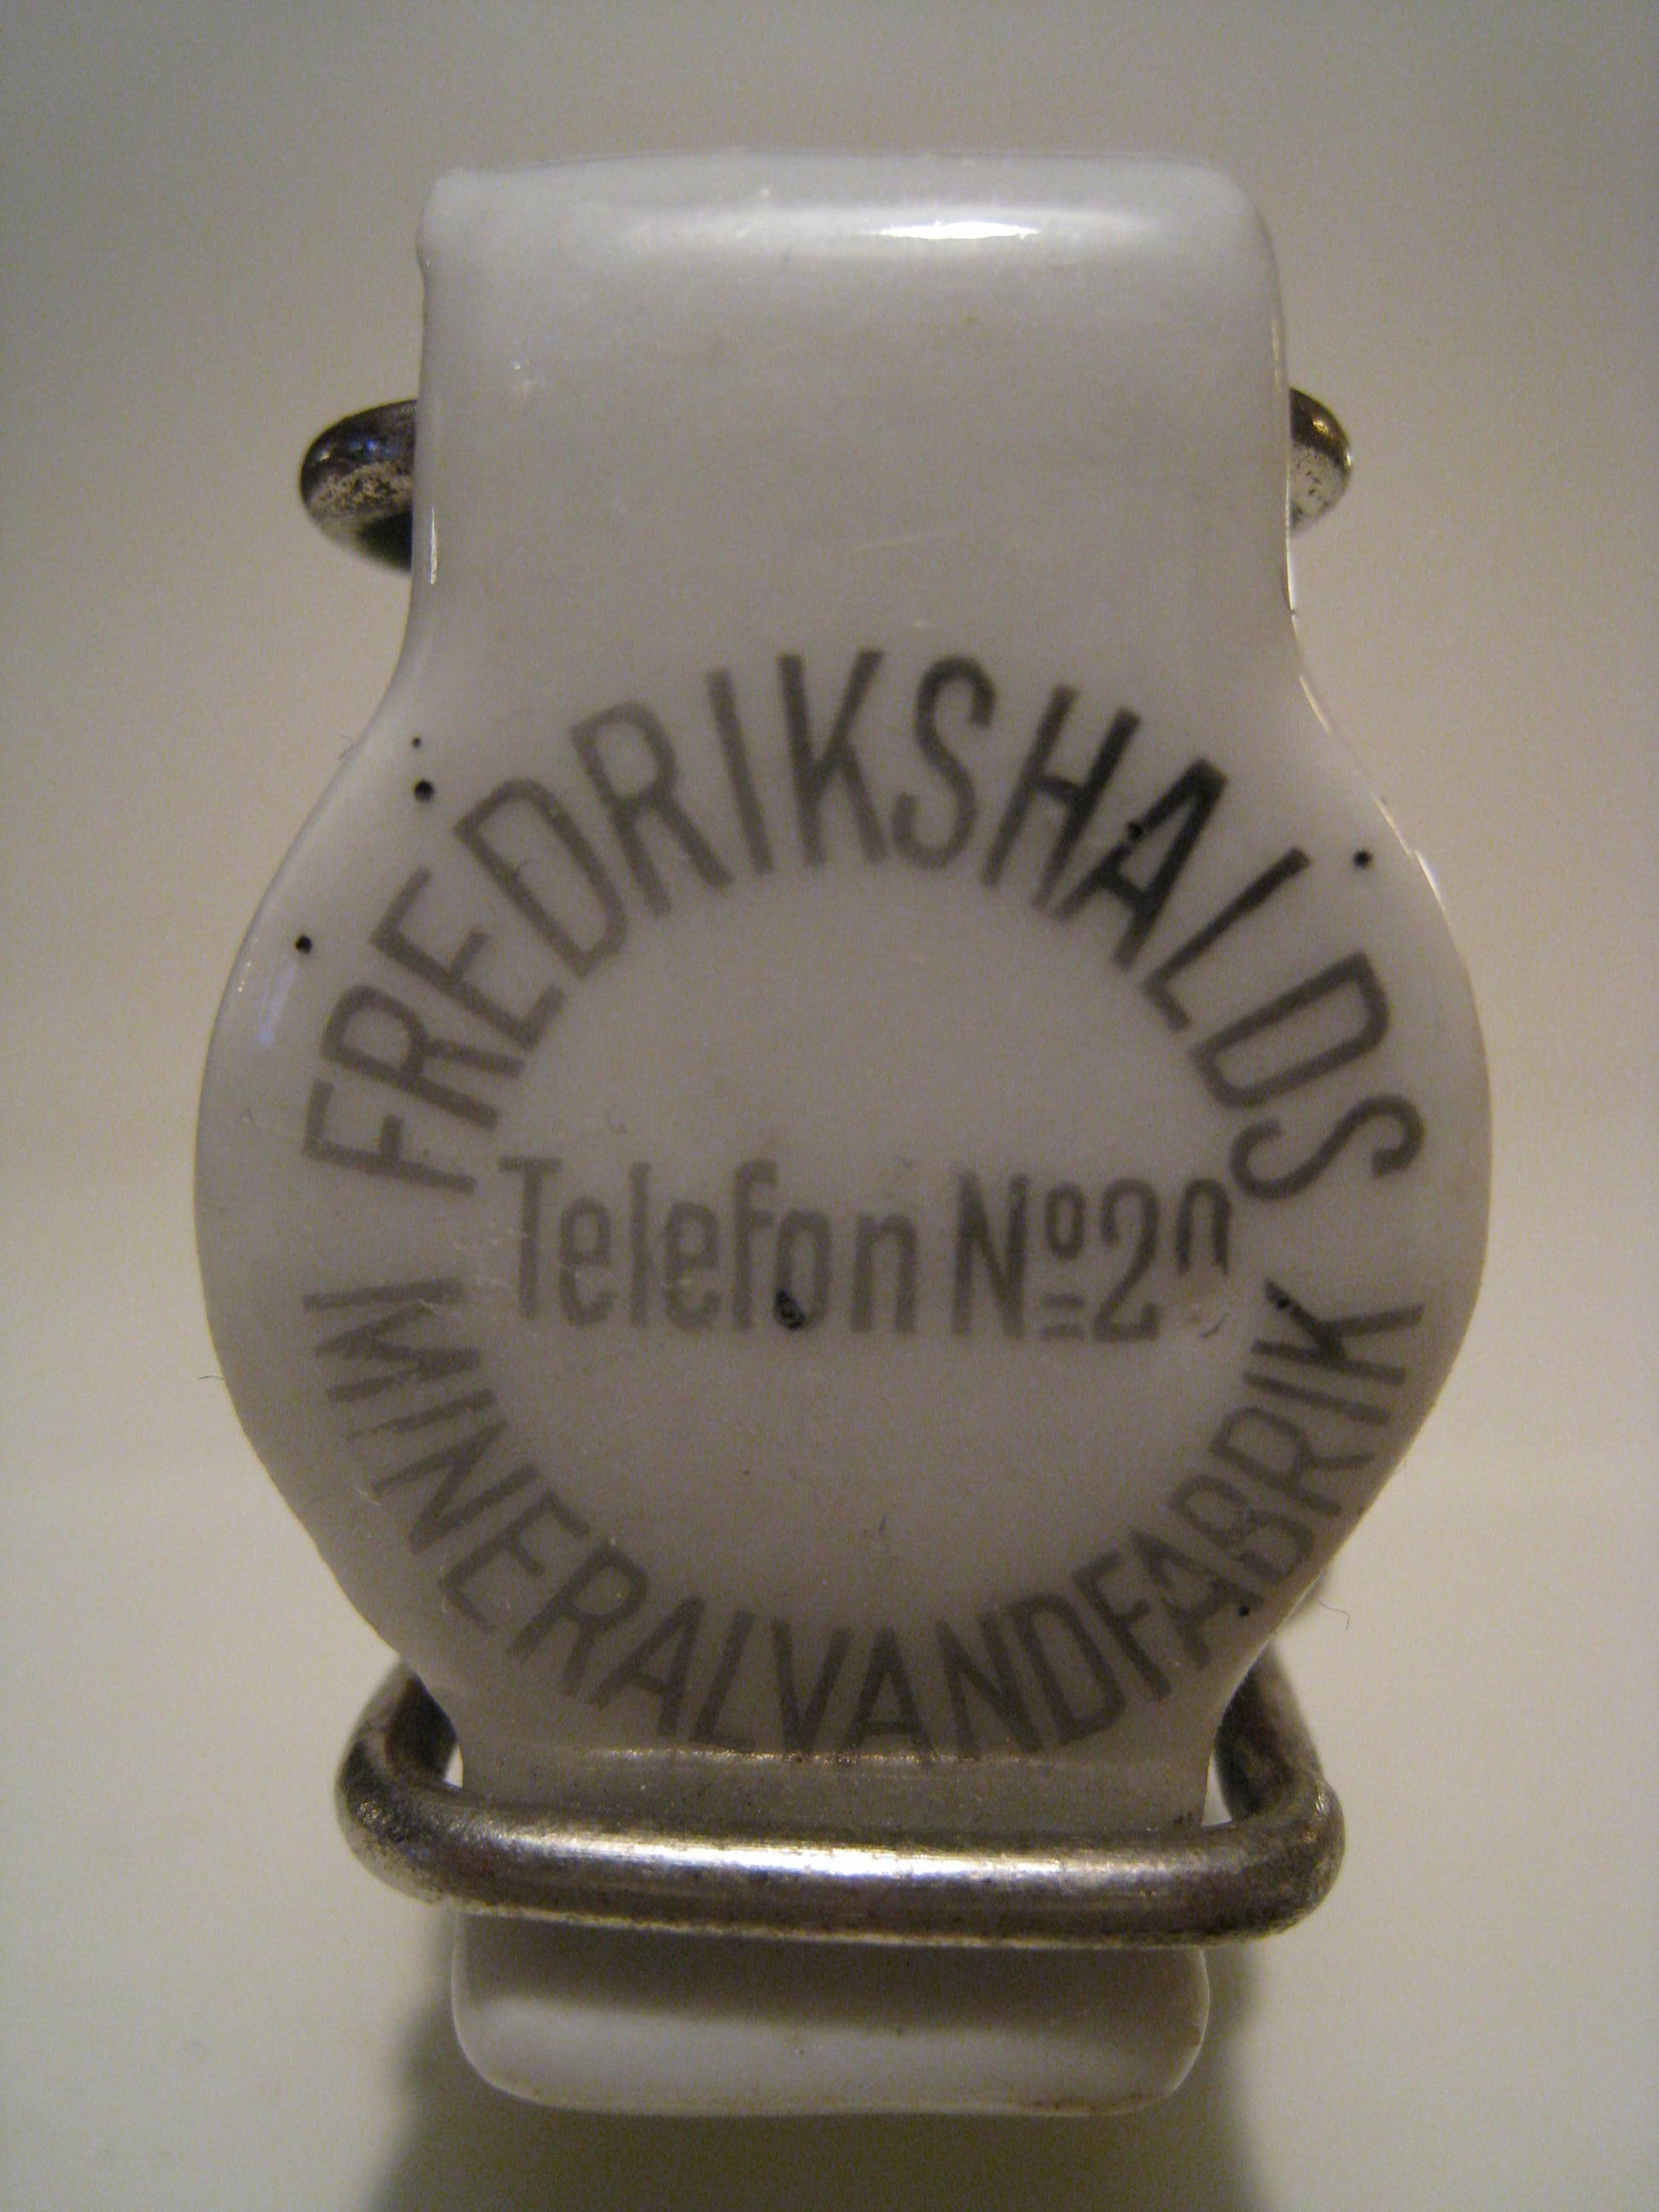 FREDRIKSHALDS
Telefon Nº 20
MINERALVANDFABRIK